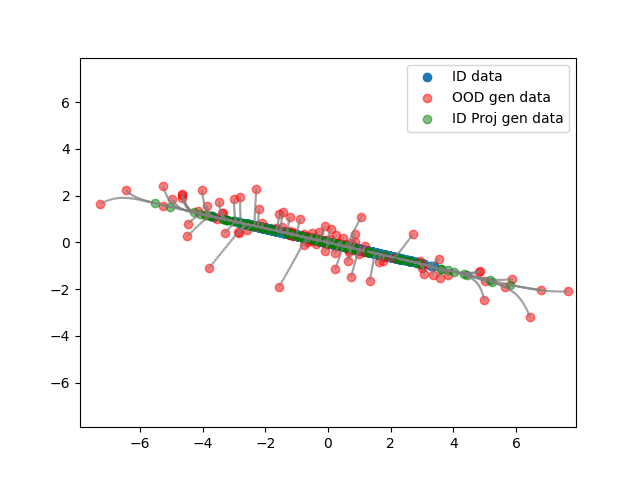 ID data
OOD gen data
ID Proj gen data
6
4
2
0
−2
−4
−6
−6 −4 −2 0 2 4 6